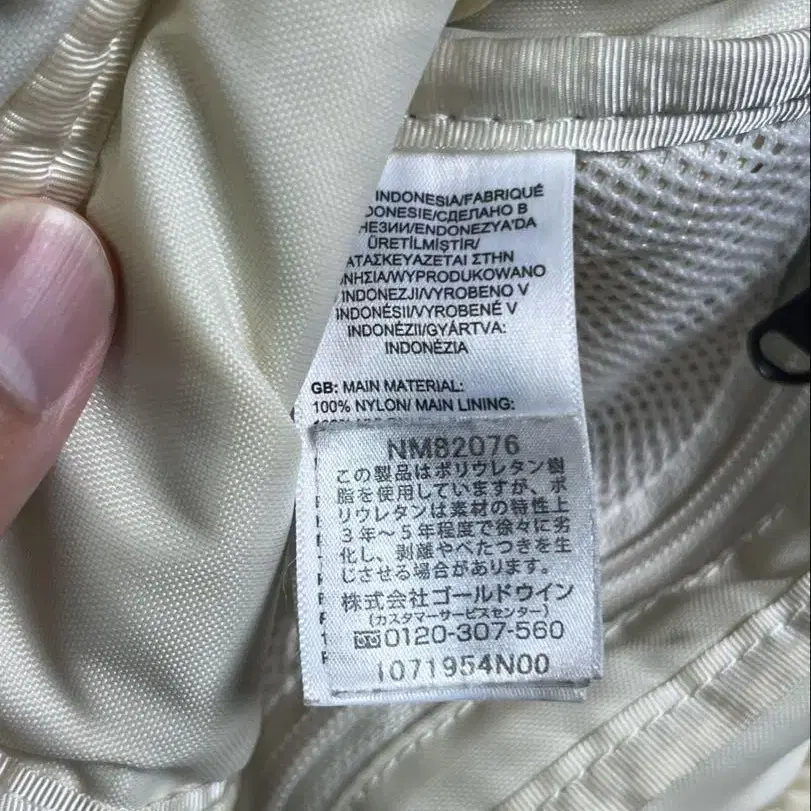 INDONESIA/FABRIQUÉ
DONESIE/СДЕЛАНО В
НЕЗИИ/ENDONEZYA'DA
ÜRETİLMİŞTİR/
ΑΤΑΣΚΕΥΑΖΕΤΑΙ ΣΤΗΝ
ΟΝΗΣΙΑ/WYPRODUKOWANO
INDONEZJI/VYROBENO V
INDONÉSII/VYROBENÉ V
INDONÉZII/GYÁRTVA:
INDONÉZIA
GB: MAIN MATERIAL:
100% NYLON/ MAIN LINING:
NM82076
この製品はポリウレタン樹
脂を使用していますが、ポ
リウレタンは素材の特性上
3年〜5年程度で徐々に劣
化し、剥離やべたつきを生
じさせる場合があります。
株式会社ゴールドウイン
(カスタマーサービスセンター)
0120-307-560
1071954N00